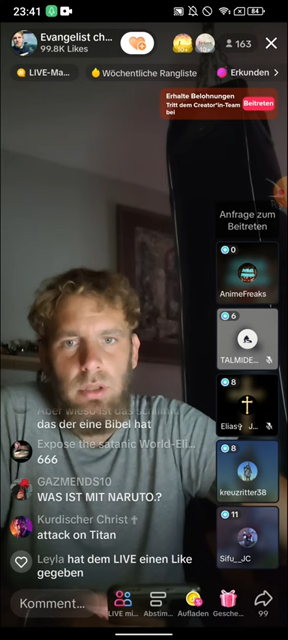 23:41
84
Evangelist ch...
99.8K Likes
163
LIVE-Ma...
Wöchentliche Rangliste
Erkunden
Erhalte Belohnungen
Tritt dem Creator*in-Team bei
Beitreten
Anfrage zum
Beitreten
0
AnimeFreaks
6
TALMIDE...
8
Elias✞ J...
8
kreuzritter38
11
Sifu__JC
das der eine Bibel hat
Expose the satanic World-Eli...
666
GAZMENDS10
WAS IST MIT NARUTO.?
Kurdischer Christ ✞
attack on Titan
Leyla hat dem LIVE einen Like
gegeben
Komment...
LIVE mi...
Abstim...
Aufladen
Gesche...
99